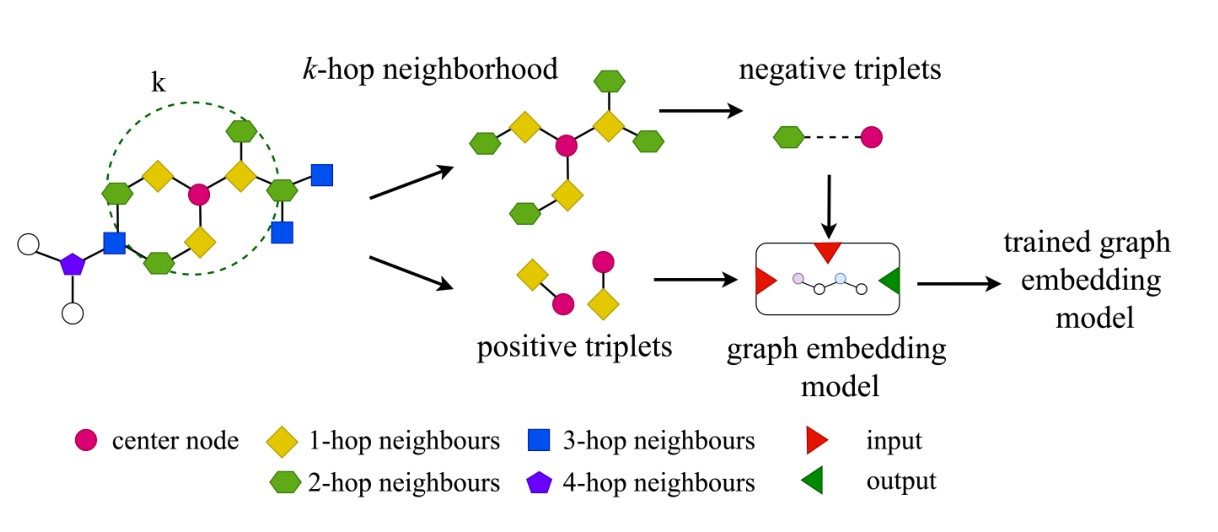 k
k-hop neighborhood
negative triplets
positive triplets
graph embedding
model
trained graph
embedding
model
center node
1-hop neighbours
3-hop neighbours
input
2-hop neighbours
4-hop neighbours
output